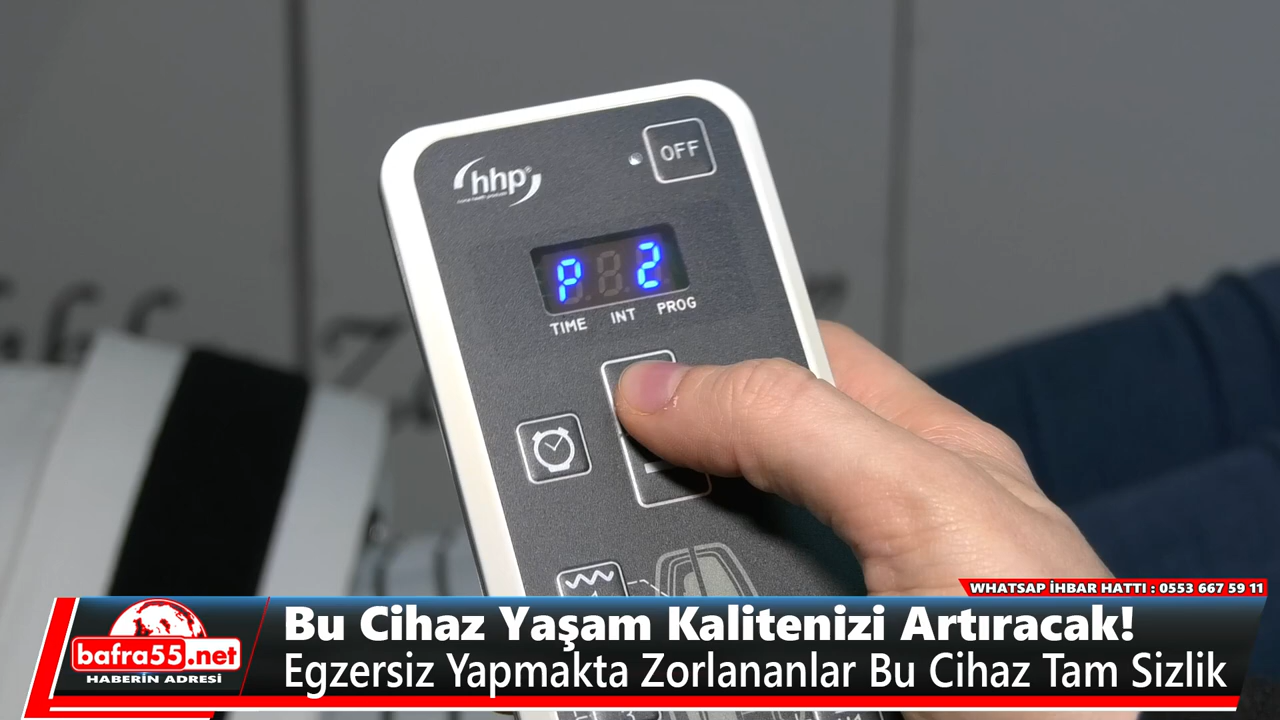 OFF
hhp®
P 2
TIME INT PROG
WHATSAP İHBAR HATTI : 0553 667 59 11
Bu Cihaz Yaşam Kalitenizi Artıracak!
Egzersiz Yapmakta Zorlananlar Bu Cihaz Tam Sizlik
bafra55.net
HABERİN ADRESİ